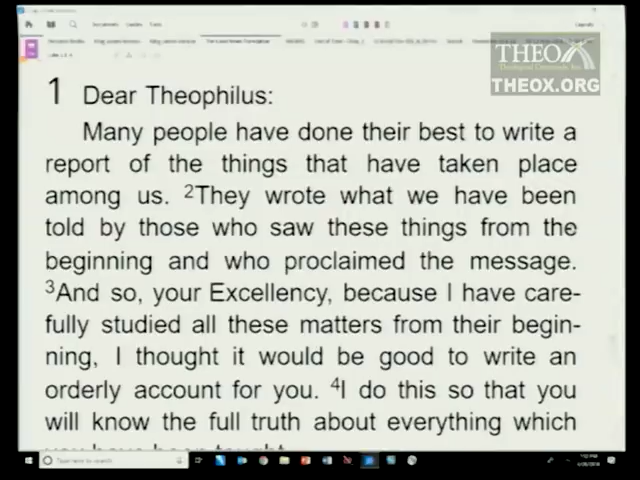 THEOX
THEOX.ORG
1 Dear Theophilus:
Many people have done their best to write a
report of the things that have taken place
among us. 2They wrote what we have been
told by those who saw these things from the
beginning and who proclaimed the message.
3And so, your Excellency, because I have care-
fully studied all these matters from their begin-
ning, I thought it would be good to write an
orderly account for you. 4I do this so that you
will know the full truth about everything which